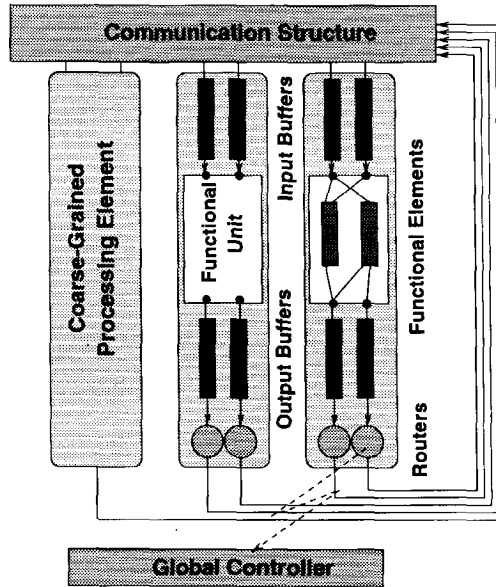 Communication Structure
Coarse-Grained
Processing Element
Functional
Unit
Input Buffers
Output Buffers
Functional Elements
Routers
Global Controller